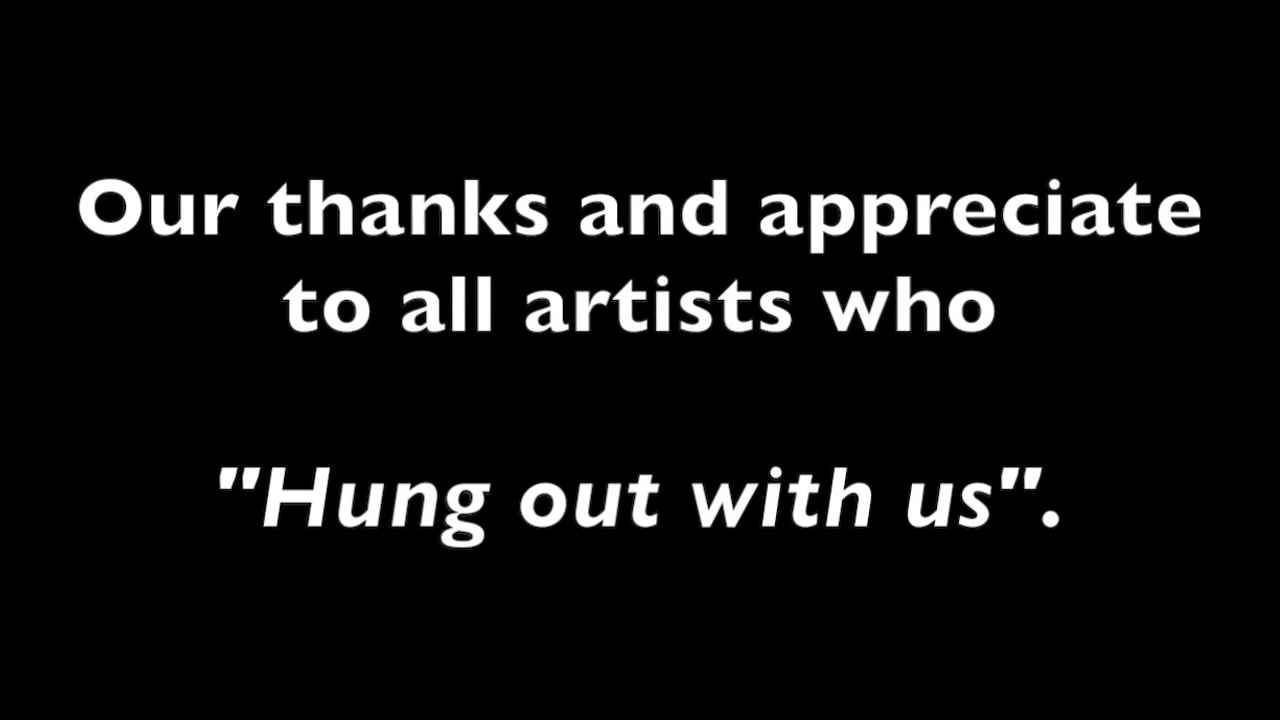 Our thanks and appreciate
to all artists who
"Hung out with us".